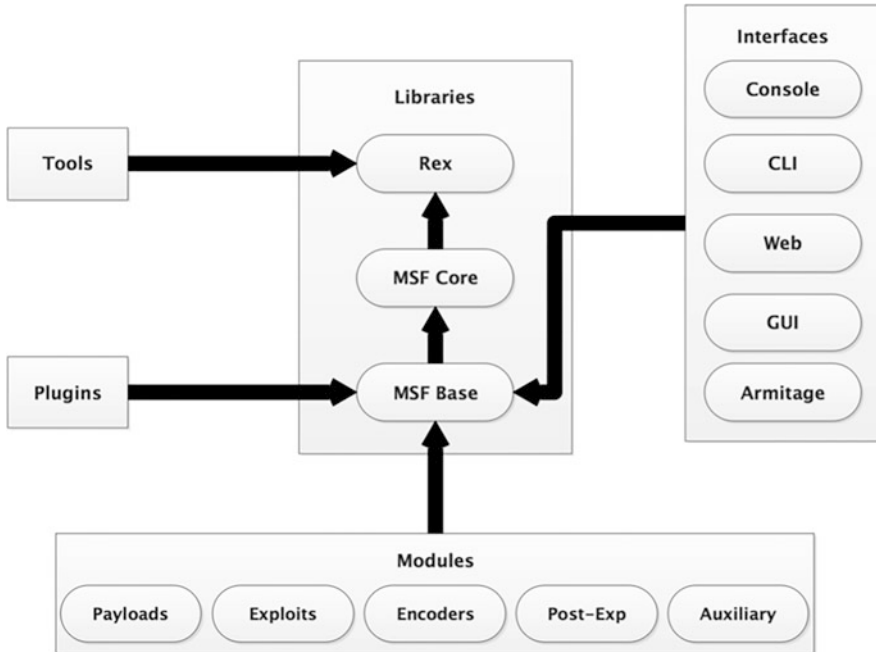 Interfaces
Console
CLI
Web
GUI
Armitage
Libraries
Rex
MSF Core
MSF Base
Tools
Plugins
Modules
Payloads
Exploits
Encoders
Post-Exp
Auxiliary